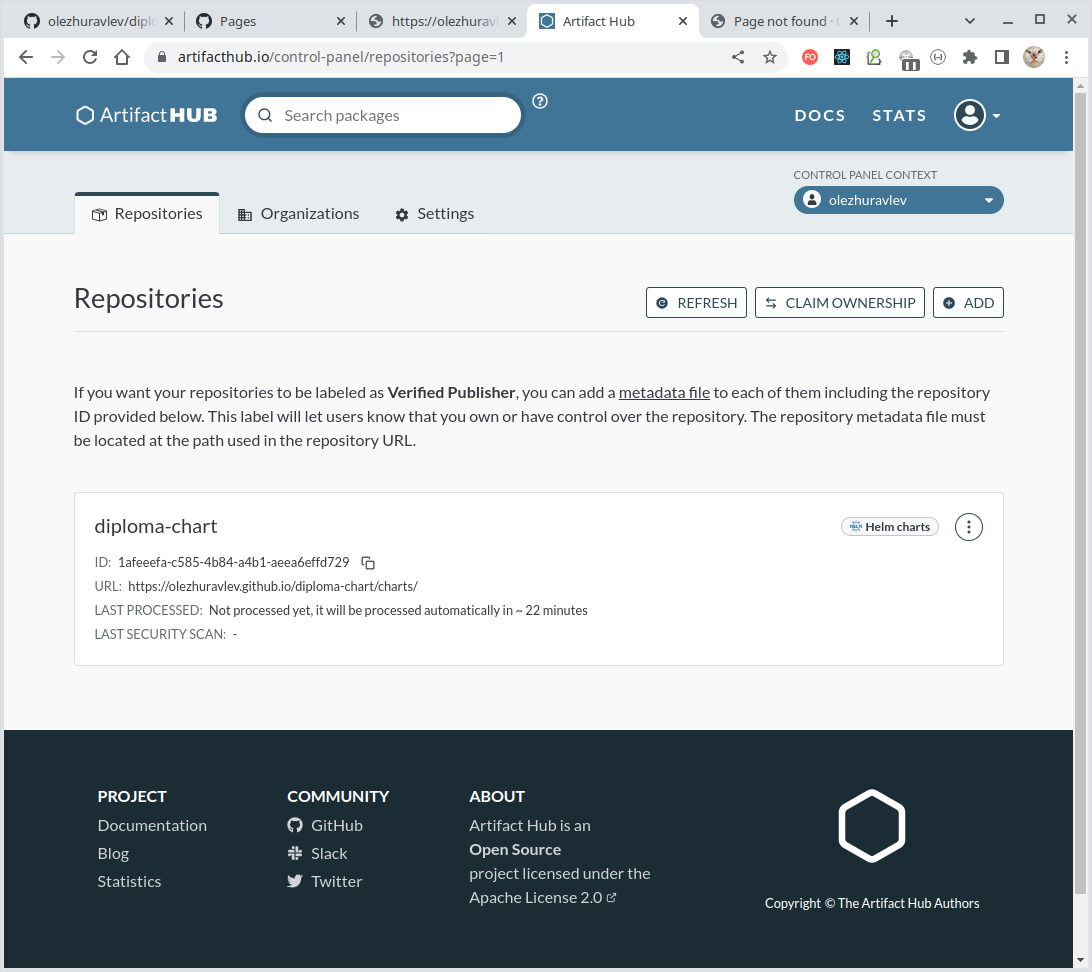 olezhuravlev/dipl
Pages
https://olezhuravl
Artifact Hub
Page not found ·
artifacthub.io/control-panel/repositories?page=1
FO
ArtifactHUB
Search packages
DOCS
STATS
CONTROL PANEL CONTEXT
olezhuravlev
Repositories
Organizations
Settings
Repositories
REFRESH
CLAIM OWNERSHIP
ADD
If you want your repositories to be labeled as Verified Publisher, you can add a metadata file to each of them including the repository
ID provided below. This label will let users know that you own or have control over the repository. The repository metadata file must
be located at the path used in the repository URL.
diploma-chart
HELM
Helm charts
ID: 1afeeefa-c585-4b84-a4b1-aeea6effd729
URL: https://olezhuravlev.github.io/diploma-chart/charts/
LAST PROCESSED: Not processed yet, it will be processed automatically in ~ 22 minutes
LAST SECURITY SCAN: -
PROJECT
Documentation
Blog
Statistics
COMMUNITY
GitHub
Slack
Twitter
ABOUT
Artifact Hub is an
Open Source
project licensed under the
Apache License 2.0
Copyright © The Artifact Hub Authors